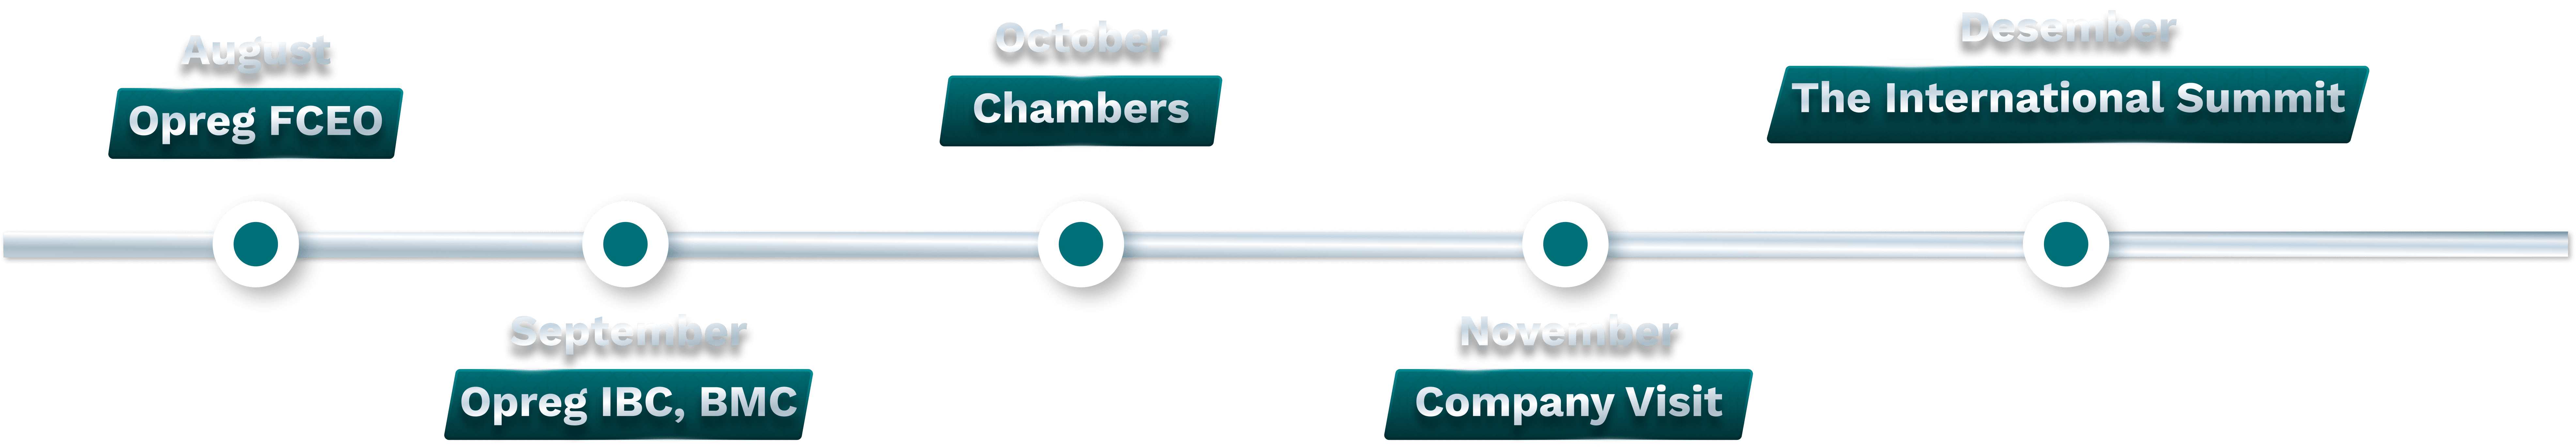 August
Opreg FCEO
September
Opreg IBC, BMC
October
Chambers
November
Company Visit
Desember
The International Summit